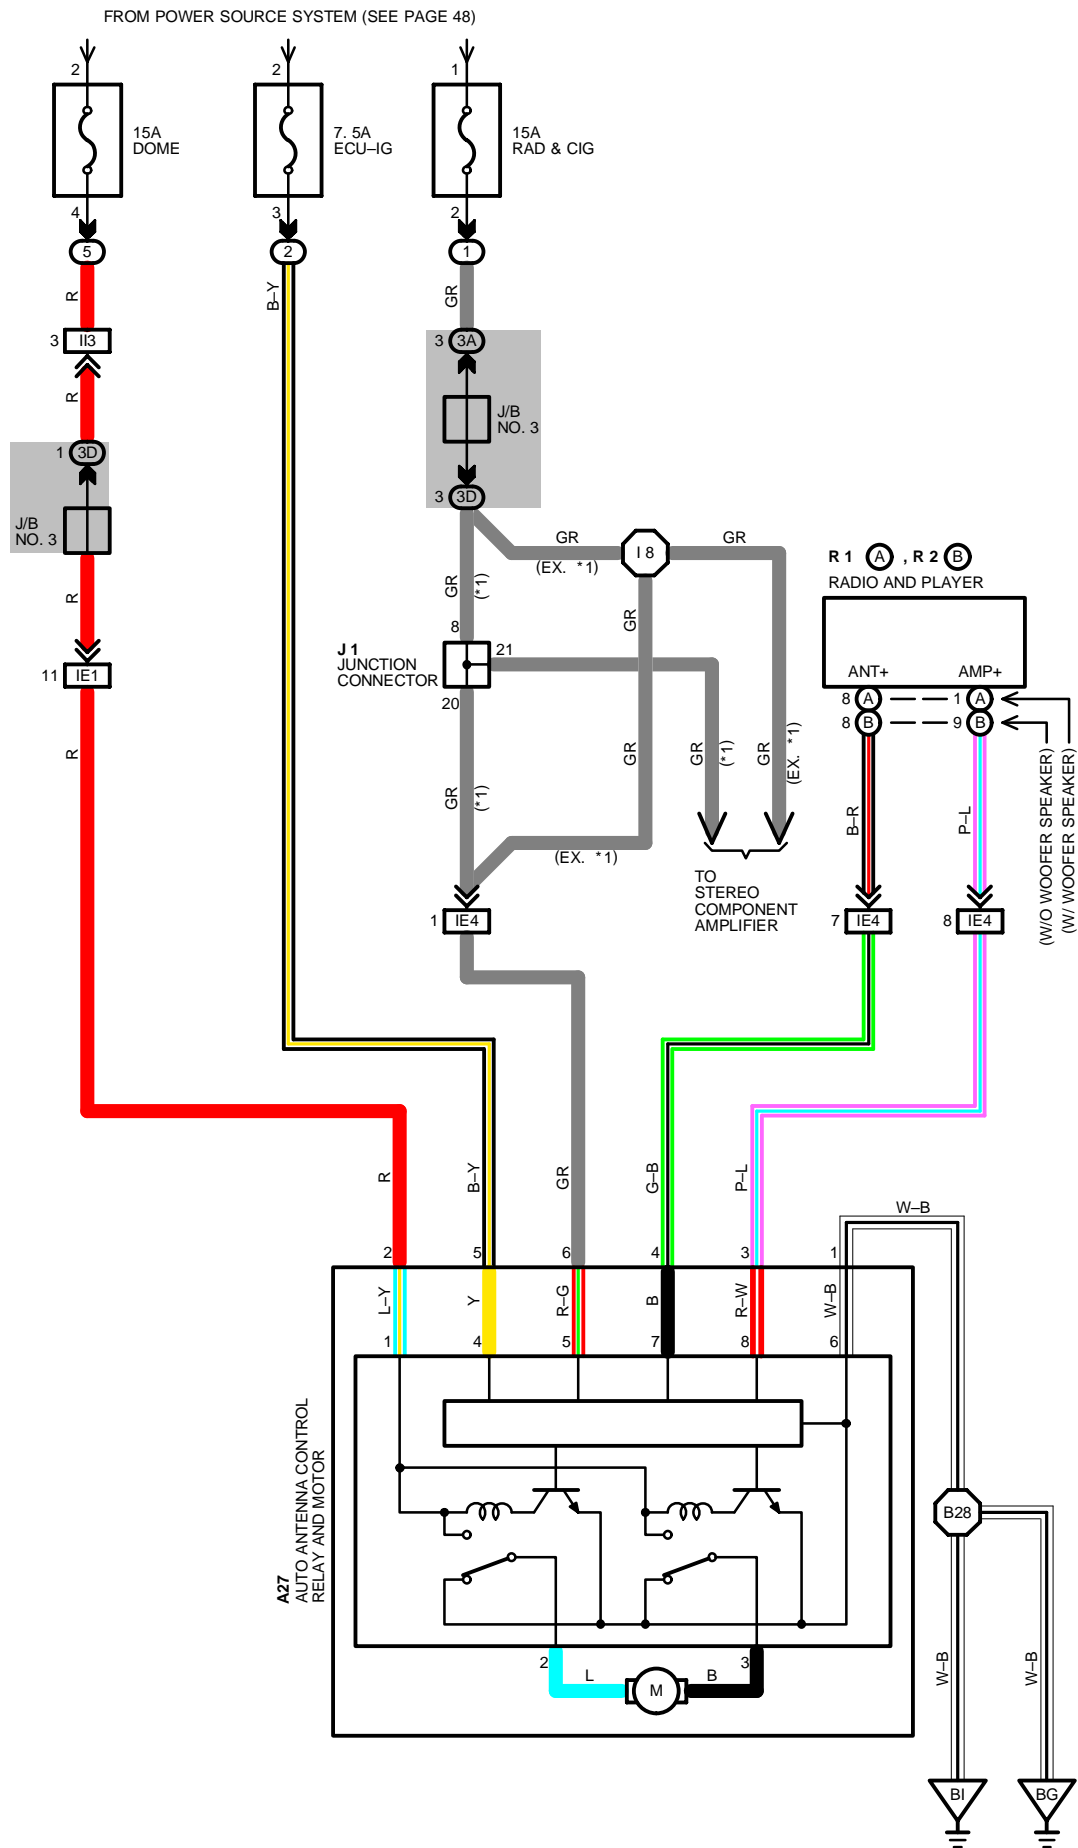 FROM POWER SOURCE SYSTEM (SEE PAGE 48)
2
2
1
15A
DOME
7. 5A
ECU–IG
15A
RAD & CIG
4
3
2
5
2
1
R
B–Y
GR
3
II3
3
3A
R
J/B
NO. 3
1
3D
3
3D
J/B
NO. 3
GR
(EX. *1)
I 8
GR
R 1 A , R 2 B
RADIO AND PLAYER
R
GR
(*1)
GR
8
J 1
JUNCTION
CONNECTOR
21
20
11
IE1
ANT+
AMP+
8
A
1
A
8
B
9
B
R
GR
(*1)
GR
GR
(*1)
GR
(EX. *1)
B–R
P–L
(W/O WOOFER SPEAKER)
(W/ WOOFER SPEAKER)
(EX. *1)
TO
STEREO
COMPONENT
AMPLIFIER
1
IE4
7
IE4
8
IE4
R
B–Y
GR
G–B
P–L
W–B
2
5
6
4
3
1
L–Y
Y
R–G
B
R–W
W–B
1
4
5
7
8
6
A27
AUTO ANTENNA CONTROL
RELAY AND MOTOR
B28
2
L
M
B
3
W–B
W–B
BI
BG